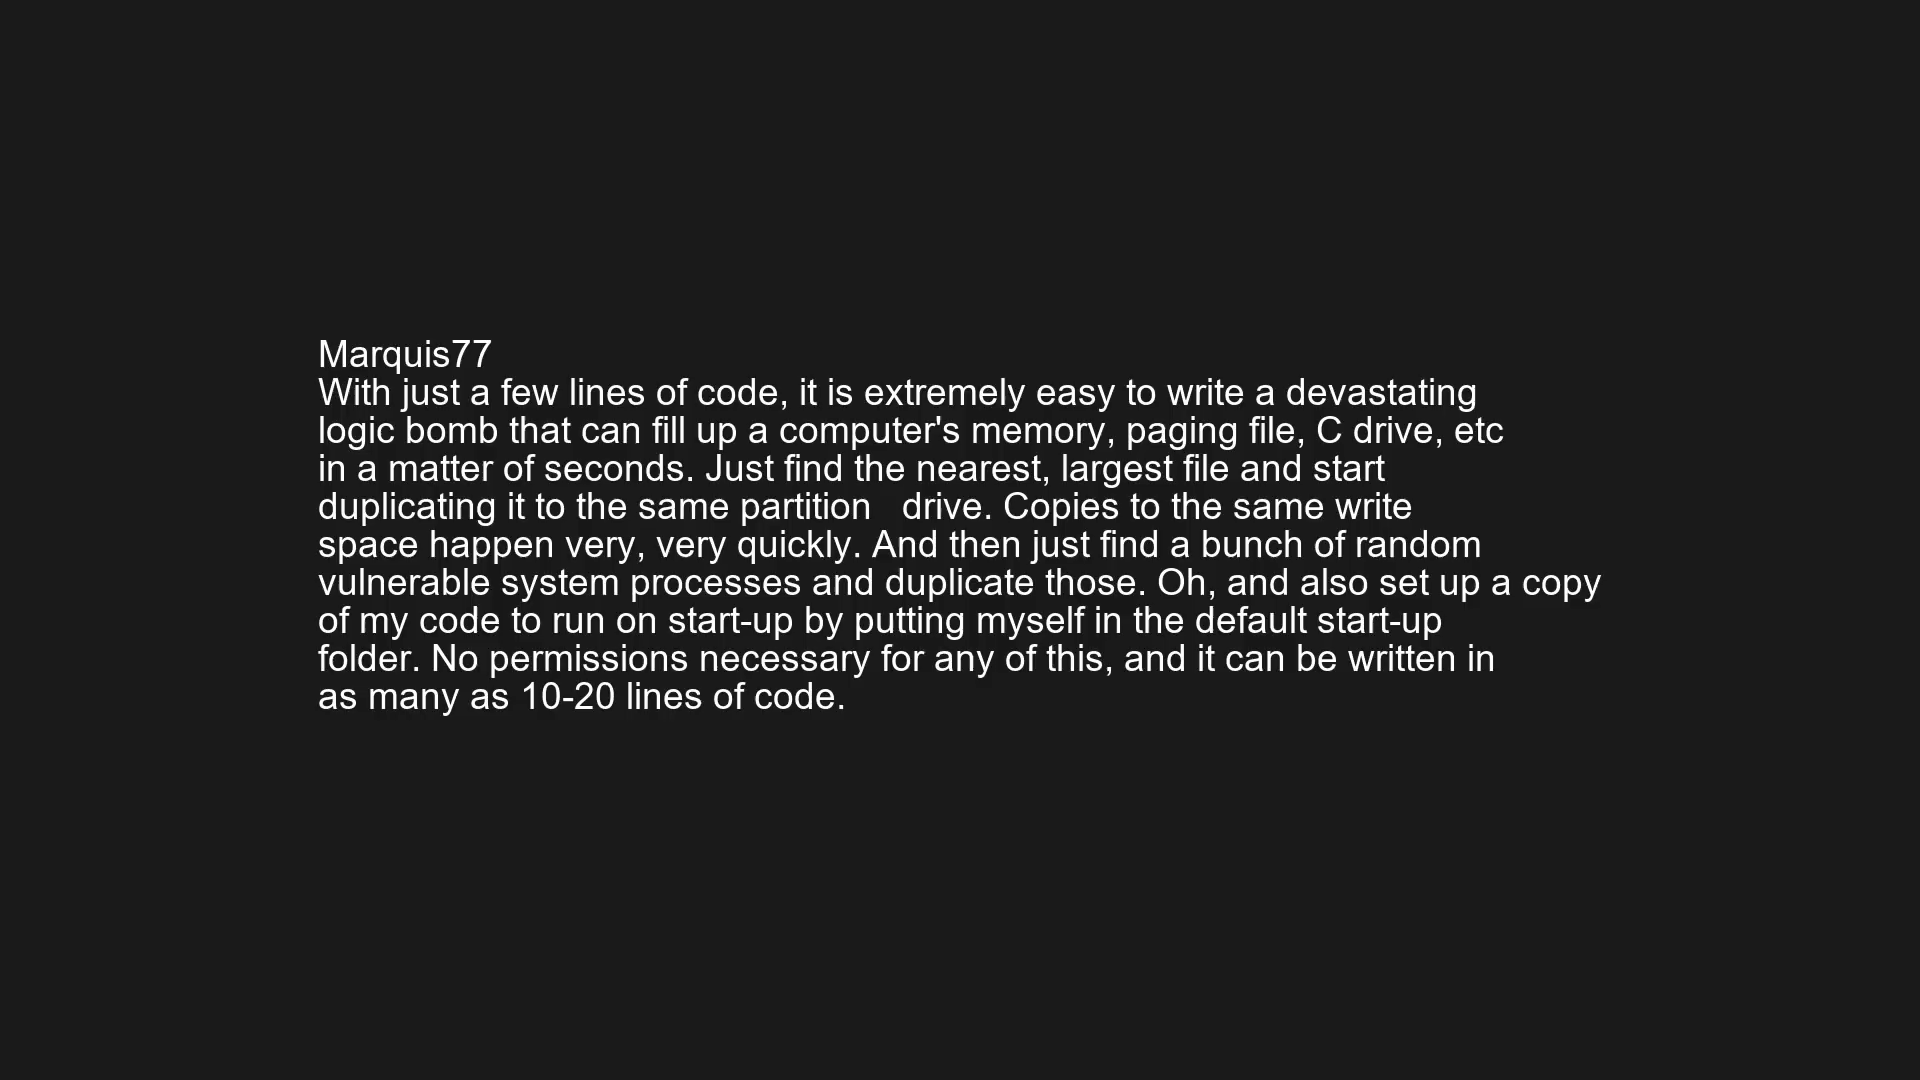 Marquis77
With just a few lines of code, it is extremely easy to write a devastating
logic bomb that can fill up a computer's memory, paging file, C drive, etc
in a matter of seconds. Just find the nearest, largest file and start
duplicating it to the same partition   drive. Copies to the same write
space happen very, very quickly. And then just find a bunch of random
vulnerable system processes and duplicate those. Oh, and also set up a copy
of my code to run on start-up by putting myself in the default start-up
folder. No permissions necessary for any of this, and it can be written in
as many as 10-20 lines of code.